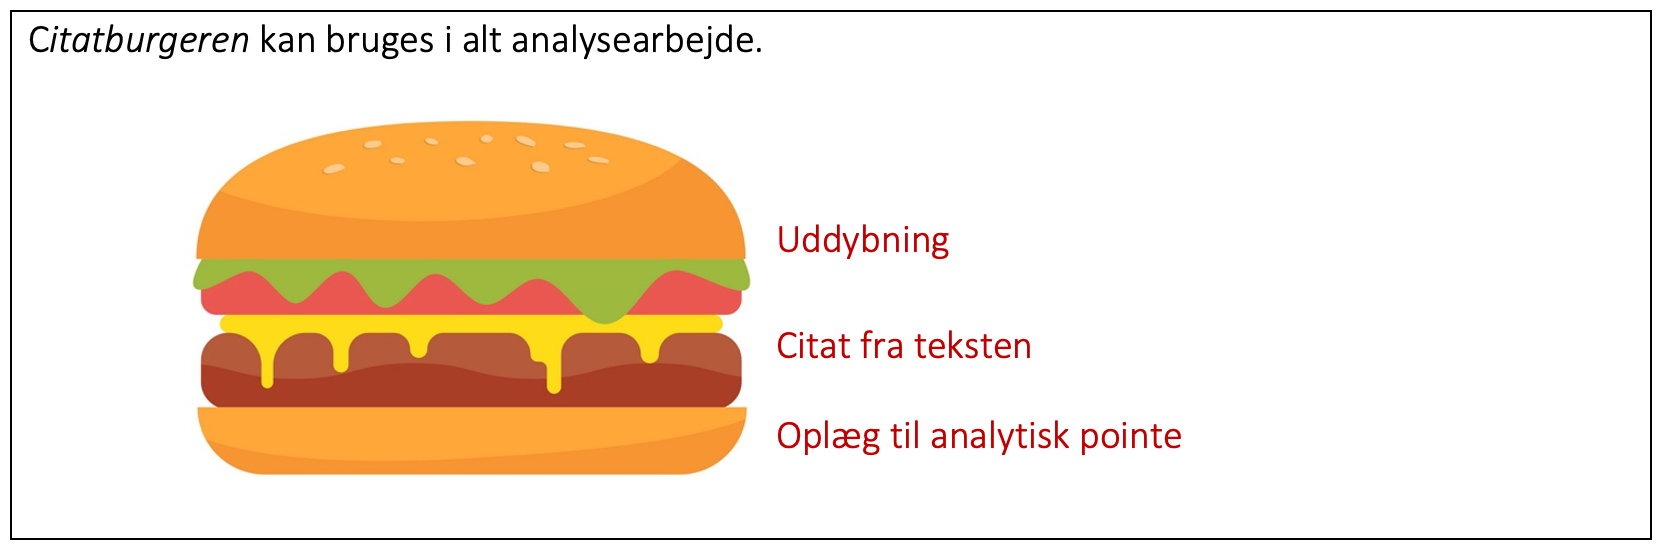 Citatburgeren kan bruges i alt analysearbejde.
Uddybning
Citat fra teksten
Oplæg til analytisk pointe